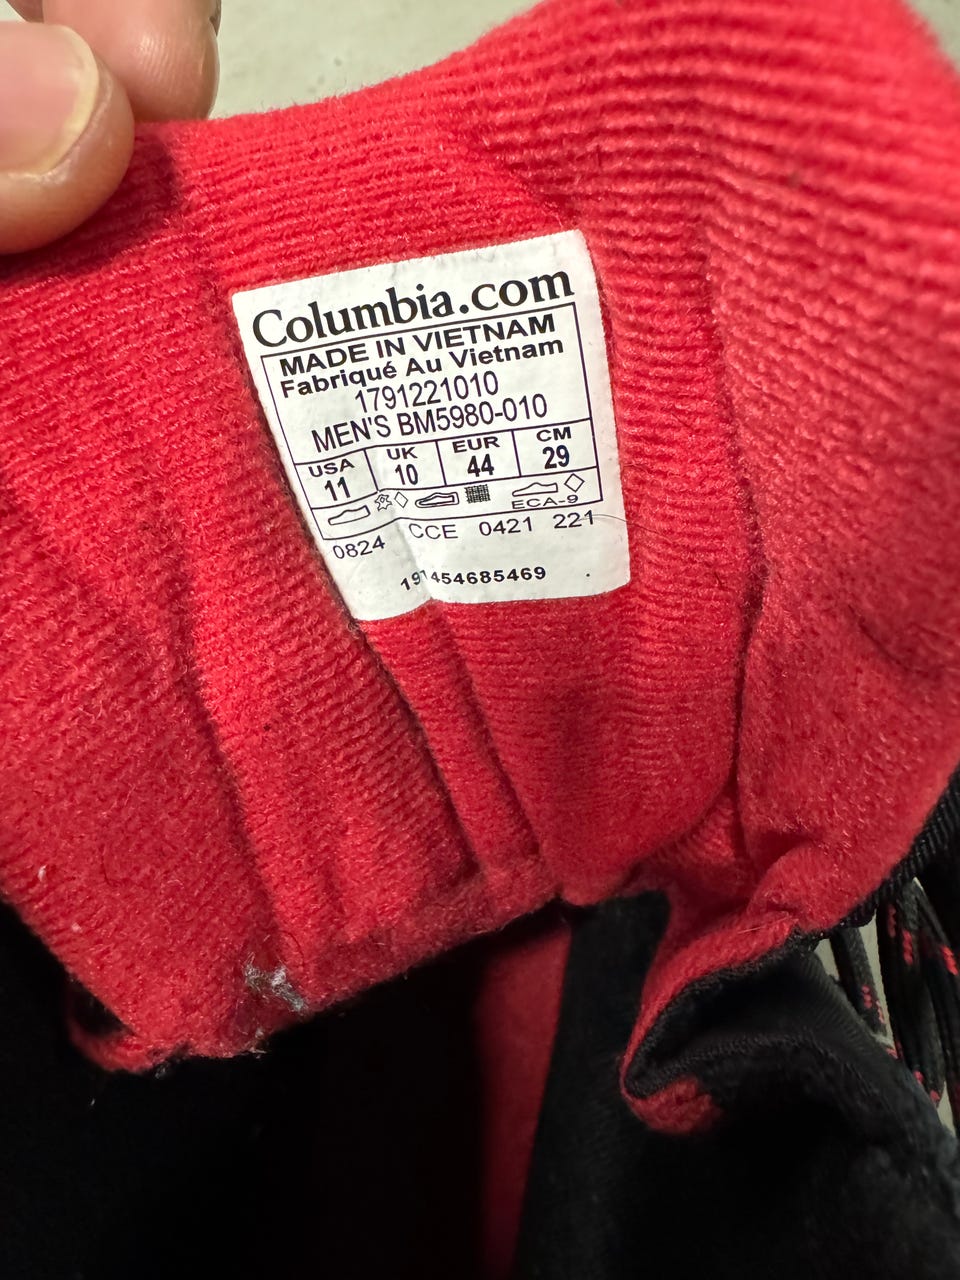 Columbia.com
MADE IN VIETNAM
Fabriqué Au Vietnam
1791221010
MEN'S BM5980-010
USA UK EUR CM
11 10 44 29
ECA-9
0824 CCE 0421 221
191454685469